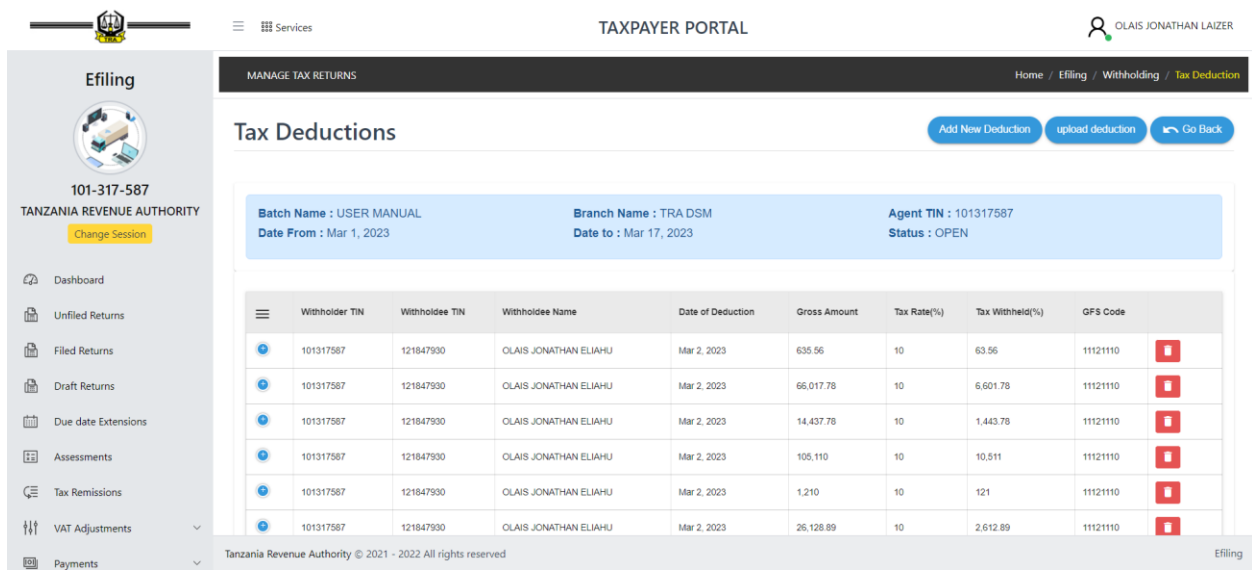 TRA
Services
TAXPAYER PORTAL
OLAIS JONATHAN LAIZER
Efiling
101-317-587
TANZANIA REVENUE AUTHORITY
Change Session
Dashboard
Unfiled Returns
Filed Returns
Draft Returns
Due date Extensions
Assessments
Tax Remissions
VAT Adjustments
Payments
MANAGE TAX RETURNS
Home / Efiling / Withholding / Tax Deduction
Tax Deductions
Add New Deduction upload deduction Go Back
Batch Name : USER MANUAL Branch Name : TRA DSM Agent TIN : 101317587
Date From : Mar 1, 2023 Date to : Mar 17, 2023 Status : OPEN
Withholder TIN Withholdee TIN Withholdee Name Date of Deduction Gross Amount Tax Rate(%) Tax Withheld(%) GFS Code
101317587 121847930 OLAIS JONATHAN ELIAHU Mar 2, 2023 635.56 10 63.56 11121110
101317587 121847930 OLAIS JONATHAN ELIAHU Mar 2, 2023 66,017.78 10 6,601.78 11121110
101317587 121847930 OLAIS JONATHAN ELIAHU Mar 2, 2023 14,437.78 10 1,443.78 11121110
101317587 121847930 OLAIS JONATHAN ELIAHU Mar 2, 2023 105,110 10 10,511 11121110
101317587 121847930 OLAIS JONATHAN ELIAHU Mar 2, 2023 1,210 10 121 11121110
101317587 121847930 OLAIS JONATHAN ELIAHU Mar 2, 2023 26,128.89 10 2,612.89 11121110
Tanzania Revenue Authority © 2021 - 2022 All rights reserved Efiling